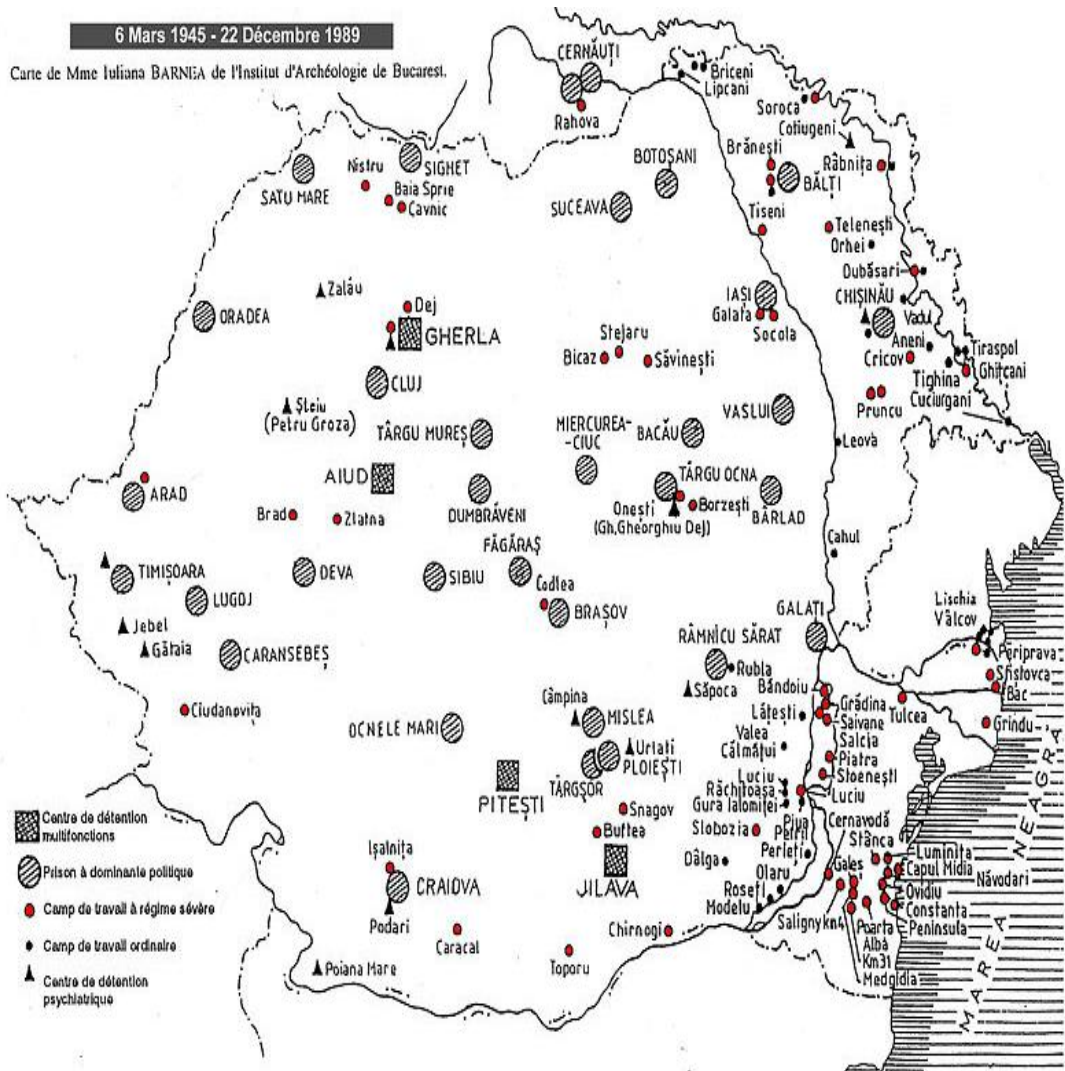 6 Mars 1945 - 22 Décembre 1989
Carte de Mme Iuliana BARNEA de l'Institut d'Archéologie de Bucarest.
CERNĂUȚI
Rahova
Briceni
Lipcani
Soroca
Cotiugeni
Râbnița
Brănești
BĂLȚI
Tiseni
Telenești
Orhei
Dubăsari
CHIȘINĂU
Vadul
Aneni
Cricov
Tiraspol
Ghițcani
Tighina
Cuciurgani
Pruncu
Leova
Cahul
SATU MARE
Nistru
SIGHET
Baia Sprie
Cavnic
BOTOȘANI
SUCEAVA
Zalău
ORADEA
Dej
GHERLA
CLUJ
IAȘI
Galata
Socola
Stejaru
Bicaz
Săvinești
Șteiu
(Petru Groza)
TÂRGU MUREȘ
MIERCUREA-
-CIUC
BACĂU
VASLUI
AIUD
ARAD
DUMBRĂVENI
TÂRGU OCNA
Onești
(Gh.Gheorghiu Dej)
Borzești
BÂRLAD
Brad
Zlatna
FĂGĂRAȘ
TIMIȘOARA
DEVA
SIBIU
Codlea
BRAȘOV
LUGOJ
Jebel
Gătaia
CARANSEBEȘ
GALAȚI
RÂMNICU SĂRAT
Rubla
Săpoca
Lischia
Vâlcov
Periprava
Sfistovca
Bac
Grindu
Tulcea
Băndoiu
Grădina
Saivane
Salcia
Piatra
Stoenești
Luciu
Lătești
Valea
Călmățui
Luciu
Răchitoasa
Gura Ialomiței
Piua
Petrii
Perieți
Ciudanovița
OCNELE MARI
Câmpina
MISLEA
Urlați
PLOIEȘTI
TÂRGȘOR
PITEȘTI
Snagov
Buftea
JILAVA
Slobozia
Dâlga
Olaru
Roseți
Modelu
Cernavodă
Stânca
Galeș
Luminița
Capul Midia
Năvodari
Ovidiu
Constanța
Peninsula
Saligny
km4
Poarta
Albă
Km31
Medgidia
Ișalnița
CRAIOVA
Podari
Caracal
Poiana Mare
Toporu
Chirnogi
MAREA NEAGRĂ
Centre de détention
multifonctions
Prison à dominante politique
Camp de travail à régime sévère
Camp de travail ordinaire
Centre de détention
psychiatrique